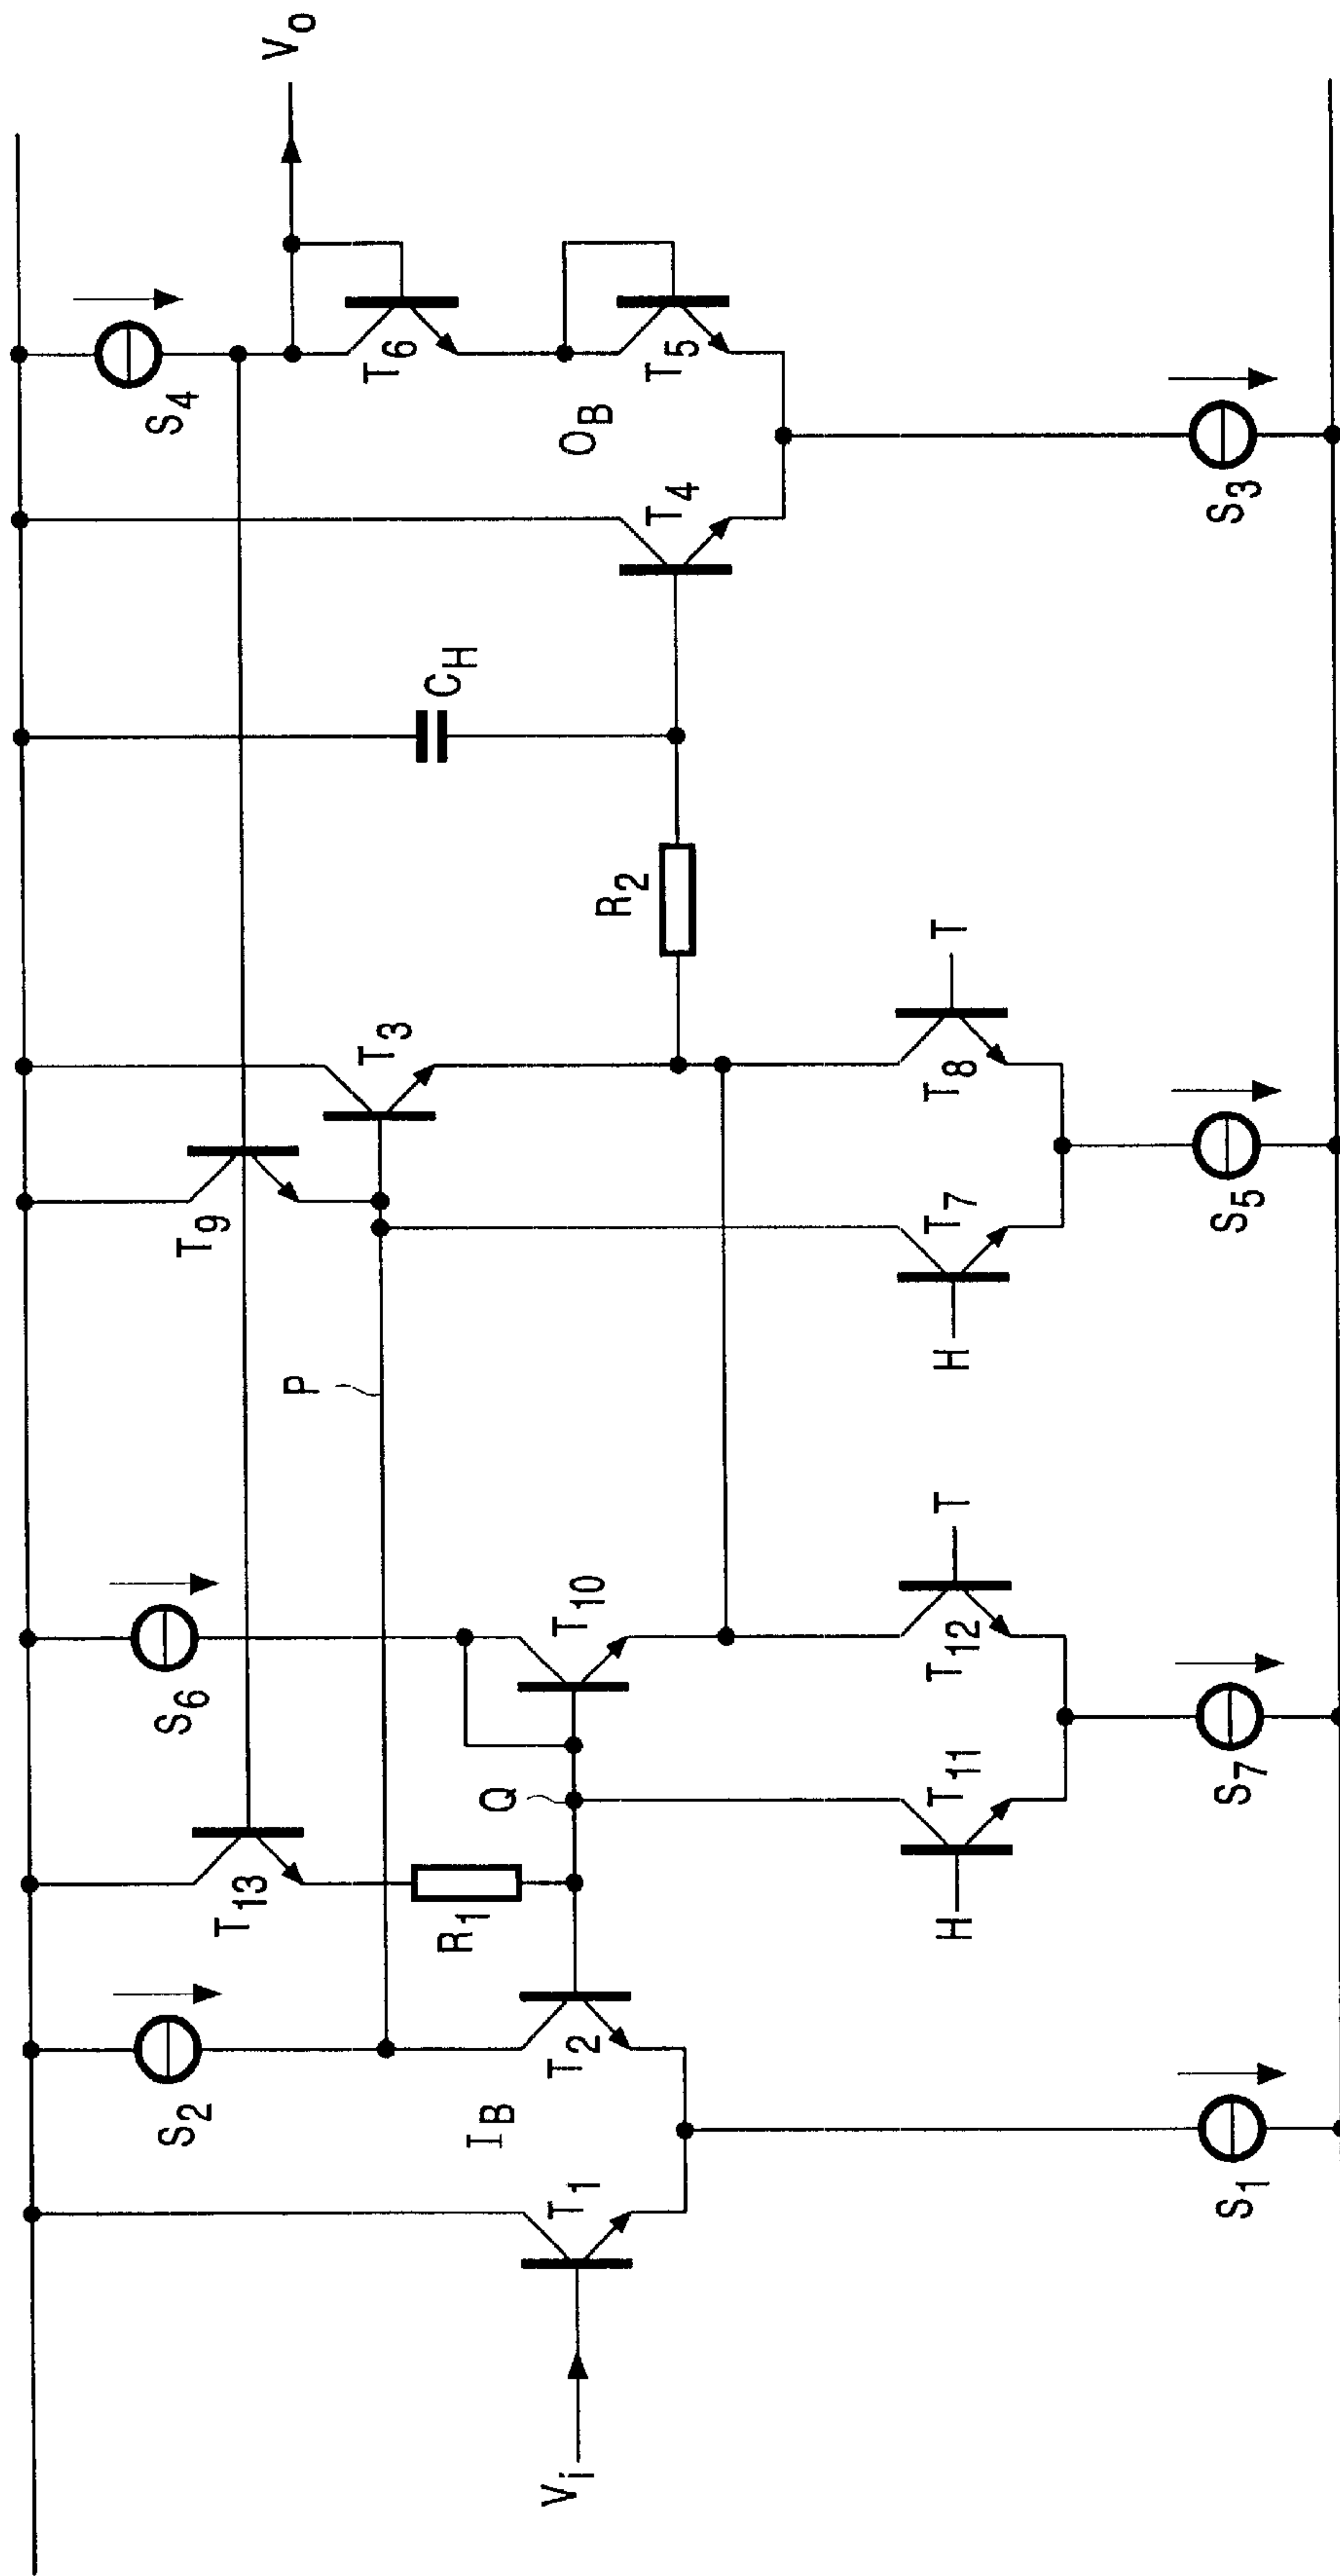 Vi
T1
IB
T2
S2
S1
T13
R1
Q
S6
T10
T11
H
T12
T
S7
P
T9
T3
T7
H
T8
T
S5
R2
CH
T4
OB
T5
T6
S4
S3
Vo